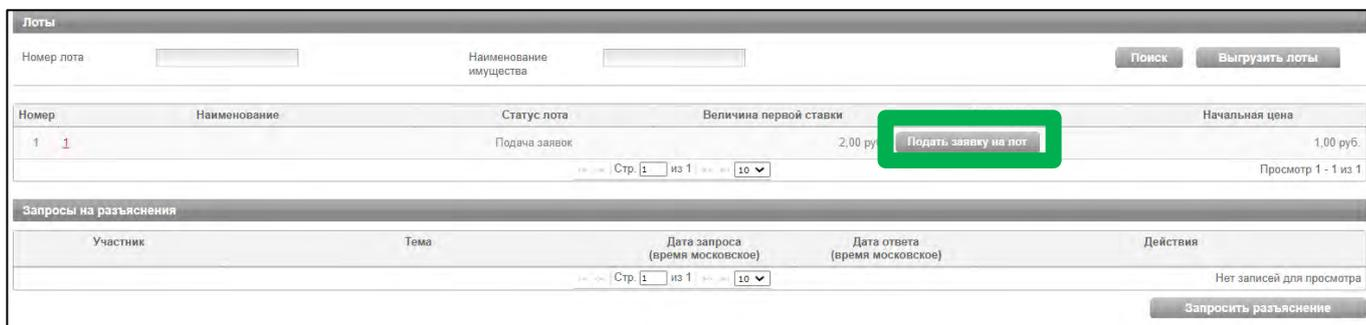 Лоты
Номер лота Наименование имущества Поиск Выгрузить лоты
Номер Наименование Статус лота Величина первой ставки Начальная цена
1 1 Подача заявок 2,00 ру Подать заявку на лот 1,00 руб.
Стр. 1 из 1 10 Просмотр 1 - 1 из 1
Запросы на разъяснения
Участник Тема Дата запроса (время московское) Дата ответа (время московское) Действия
Стр. 1 из 1 10 Нет записей для просмотра
Запросить разъяснение